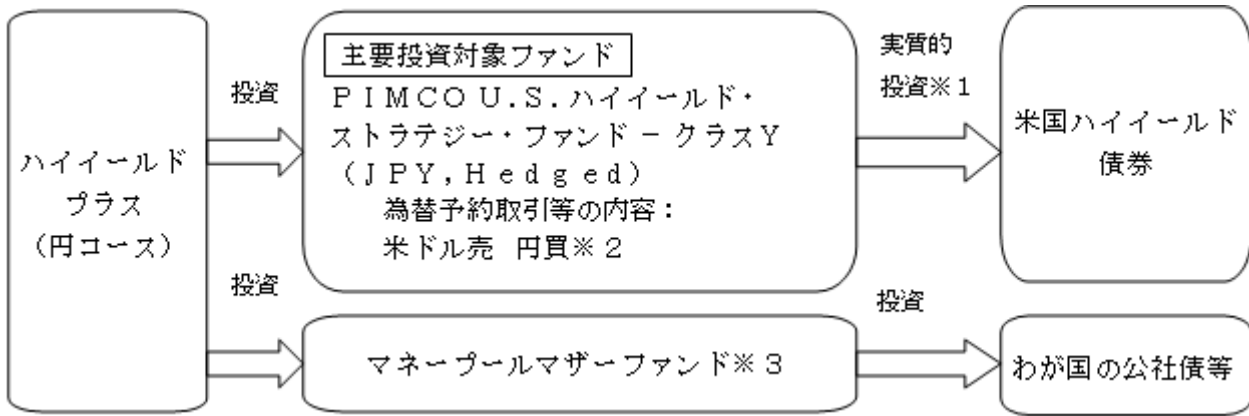 ハイイールド
プラス
（円コース）
投資
投資
主要投資対象ファンド
ＰＩＭＣＯ Ｕ.Ｓ.ハイイールド・
ストラテジー・ファンド － クラスＹ
（ＪＰＹ,Ｈｅｄｇｅｄ）
為替予約取引等の内容：
米ドル売　円買※２
マネープールマザーファンド※３
実質的
投資※１
投資
米国ハイイールド
債券
わが国の公社債等